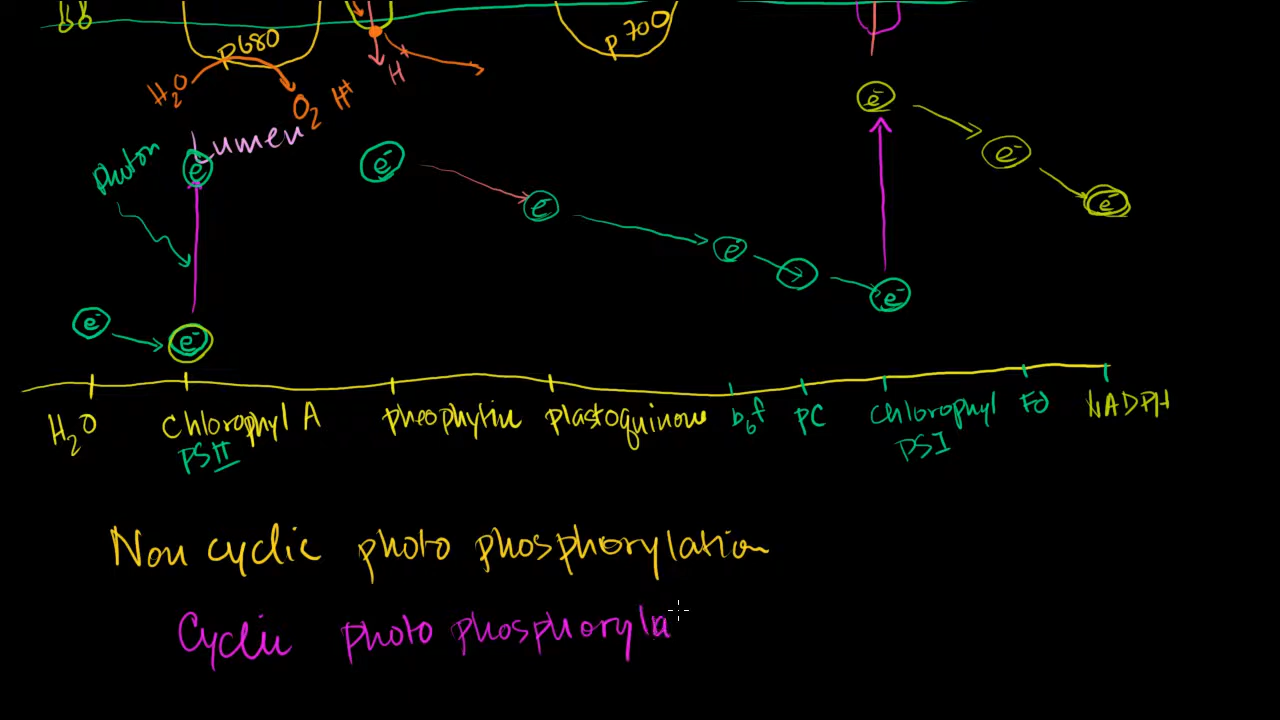 p680
p700
H₂O
O₂ H⁺
H⁺
Lumen
Photon
e⁻
e⁻
e⁻
e⁻
e⁻
e⁻
e⁻
e⁻
e⁻
e⁻
H₂O
Chlorophyl A
PSII
pheophytin
plastoquinone
b₆f
PC
chlorophyl
PSI
Fd
NADPH
Non cyclic photo phosphorylation
Cyclic photo phosphoryla